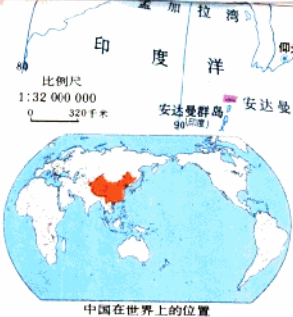 孟加拉湾
印度洋
80
比例尺
1:32 000 000
0 320千米
安达曼群岛
安达曼
90
(印度)
中国在世界上的位置